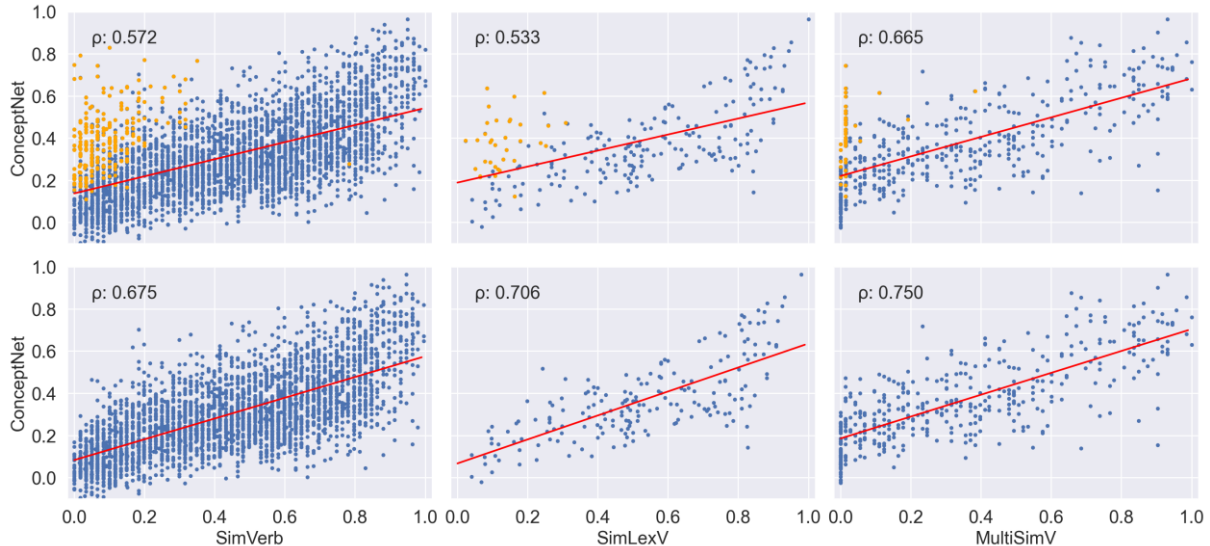 1.0
0.8
0.6
0.4
0.2
0.0
ConceptNet
ρ: 0.572
ρ: 0.533
ρ: 0.665
1.0
0.8
0.6
0.4
0.2
0.0
ConceptNet
ρ: 0.675
ρ: 0.706
ρ: 0.750
0.0 0.2 0.4 0.6 0.8 1.0
SimVerb
0.0 0.2 0.4 0.6 0.8 1.0
SimLexV
0.0 0.2 0.4 0.6 0.8 1.0
MultiSimV